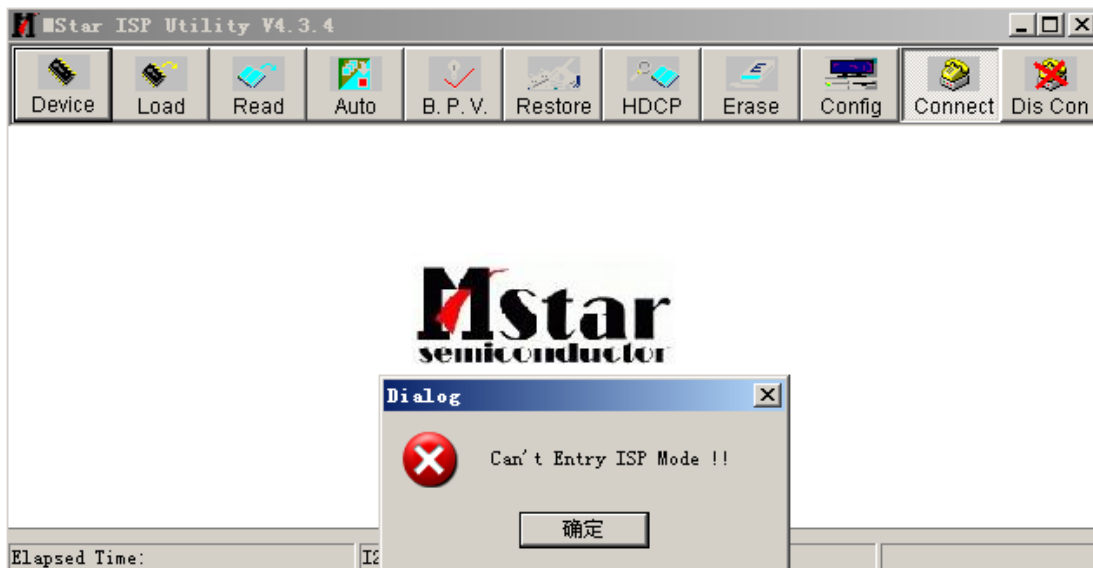 MStar ISP Utility V4.3.4
Device Load Read Auto B.P.V. Restore HDCP Erase Config Connect Dis Con
MStar
semiconductor
Dialog
Can't Entry ISP Mode !!
确定
Elapsed Time: